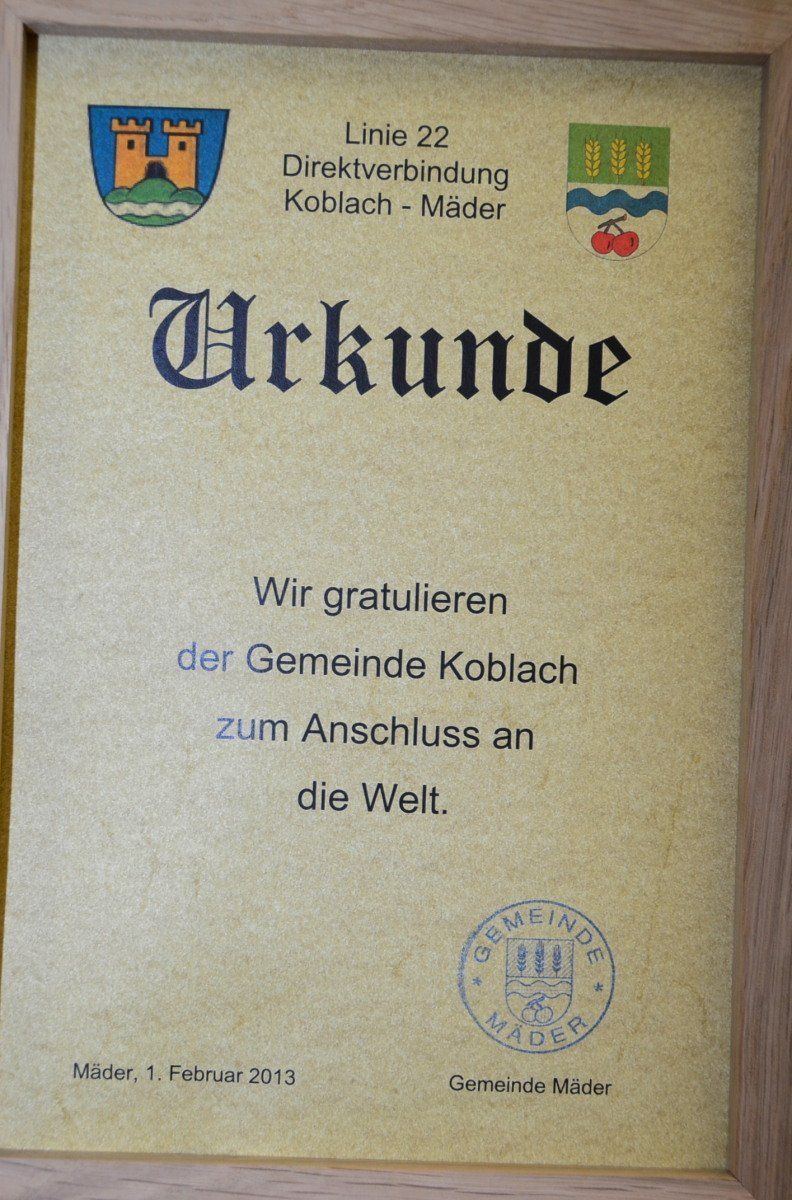 Linie 22
Direktverbindung
Koblach - Mäder
Urkunde
Wir gratulieren
der Gemeinde Koblach
zum Anschluss an
die Welt.
* GEMEINDE *
MÄDER
Mäder, 1. Februar 2013
Gemeinde Mäder